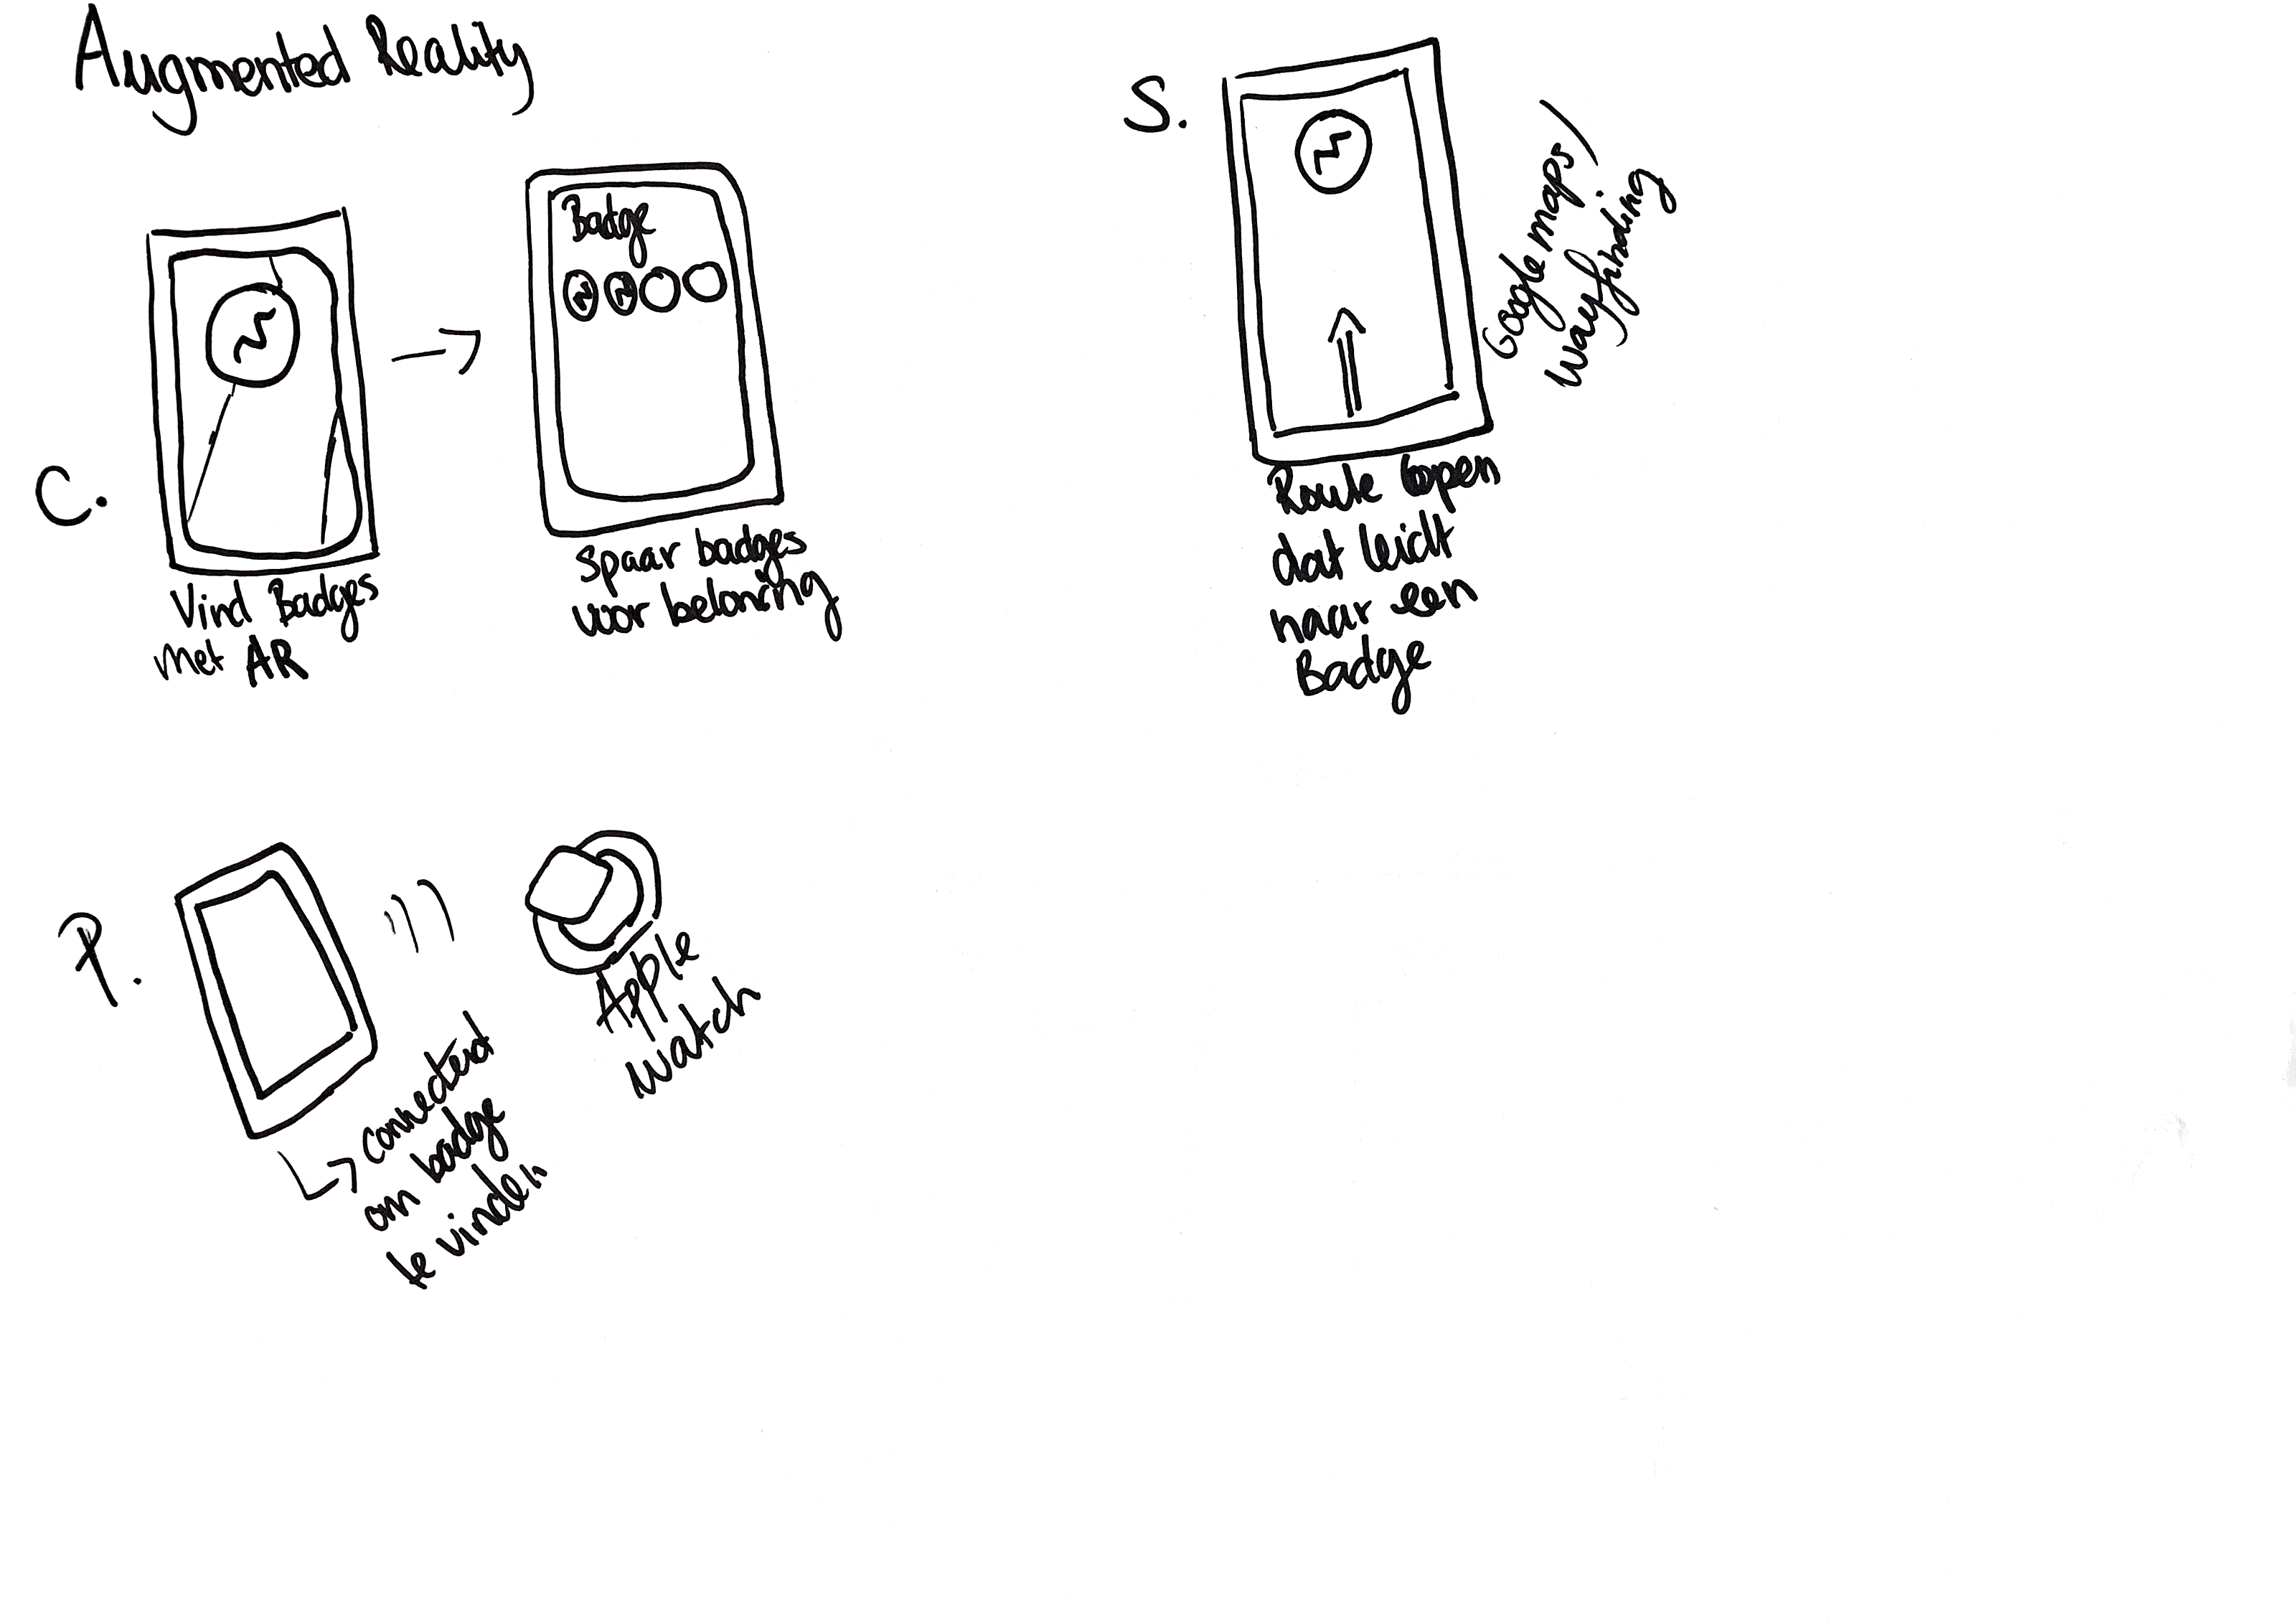 Augmented Reality
C.
Badge
Vind Badges
met AR
Spaar badges
voor beloning
S.
Google maps/
wayfinding
Route lopen
dat leidt
naar een
Badge
P.
Apple
watch
connected
om badge
te vinden